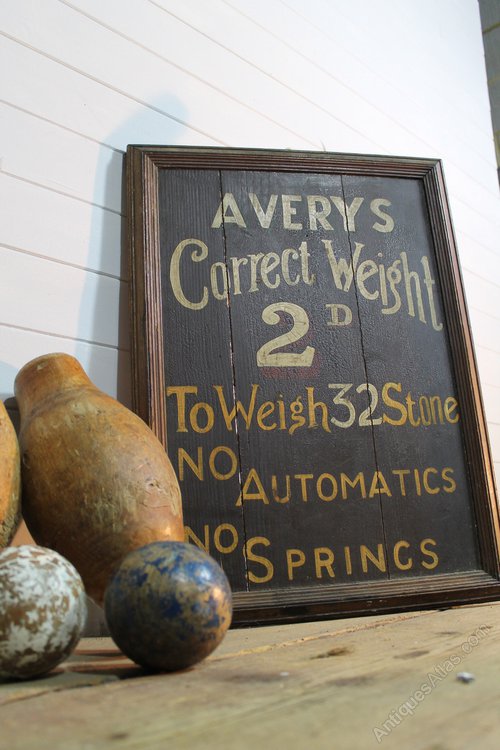 AVERYS
Correct Weight
2D
To Weigh 32 Stone
NO
AUTOMATICS
NO SPRINGS
AntiquesAtlas.com